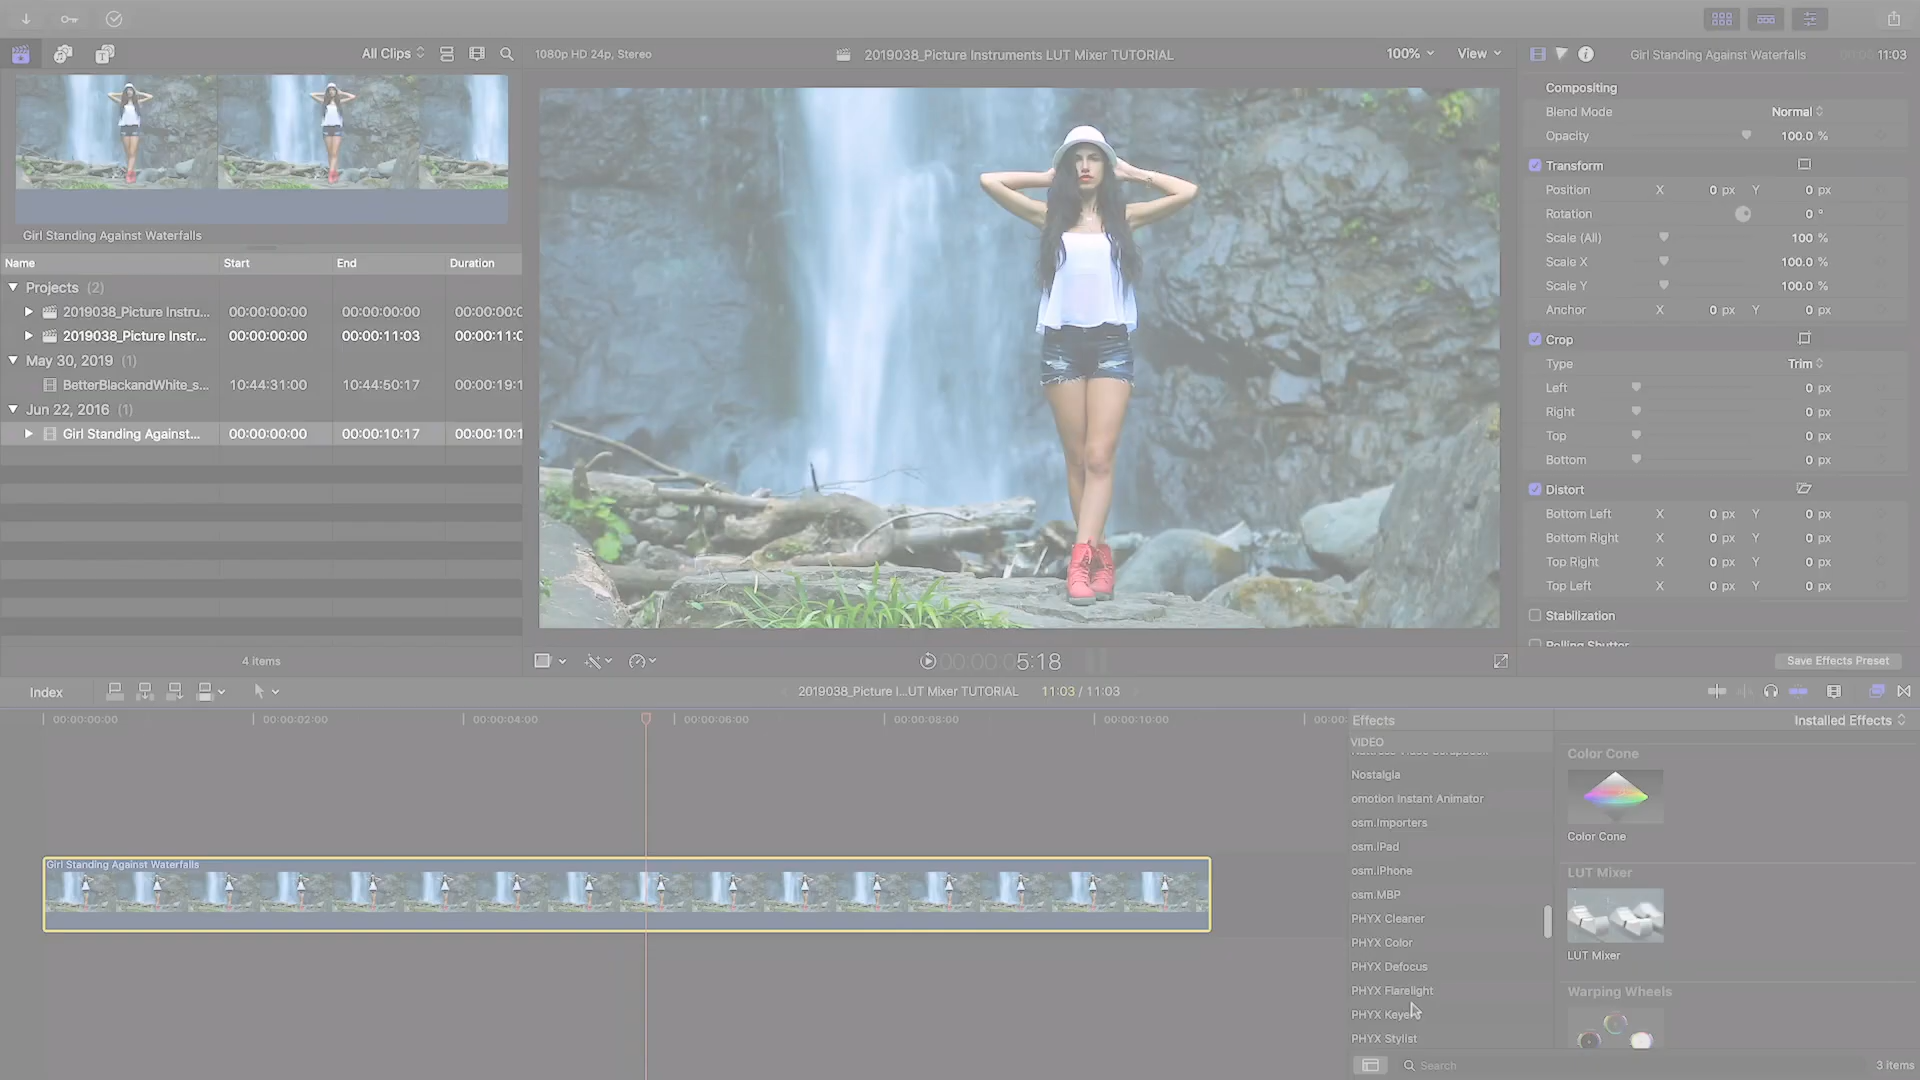 All Clips
1080p HD 24p, Stereo
2019038_Picture Instruments LUT Mixer TUTORIAL
100%
View
Girl Standing Against Waterfalls
11:03
Girl Standing Against Waterfalls
Name Start End Duration
Projects (2)
2019038_Picture Instru... 00:00:00:00 00:00:00:00 00:00:00:0
2019038_Picture Instr... 00:00:00:00 00:00:11:03 00:00:11:0
May 30, 2019 (1)
BetterBlackandWhite_s... 10:44:31:00 10:44:50:17 00:00:19:1
Jun 22, 2016 (1)
Girl Standing Against... 00:00:00:00 00:00:10:17 00:00:10:1
4 items
00:00:05:18
Compositing
Blend Mode Normal
Opacity 100.0 %
Transform
Position X 0 px Y 0 px
Rotation 0 °
Scale (All) 100 %
Scale X 100.0 %
Scale Y 100.0 %
Anchor X 0 px Y 0 px
Crop
Type Trim
Left 0 px
Right 0 px
Top 0 px
Bottom 0 px
Distort
Bottom Left X 0 px Y 0 px
Bottom Right X 0 px Y 0 px
Top Right X 0 px Y 0 px
Top Left X 0 px Y 0 px
Stabilization
Rolling Shutter
Save Effects Preset
Index
2019038_Picture I...UT Mixer TUTORIAL 11:03 / 11:03
00:00:00:00 00:00:02:00 00:00:04:00 00:00:06:00 00:00:08:00 00:00:10:00 00:00:
Girl Standing Against Waterfalls
Effects
Installed Effects
VIDEO
Nostalgia
omotion Instant Animator
osm.Importers
osm.iPad
osm.iPhone
osm.MBP
PHYX Cleaner
PHYX Color
PHYX Defocus
PHYX Flarelight
PHYX Keyers
PHYX Stylist
Color Cone
Color Cone
LUT Mixer
LUT Mixer
Warping Wheels
Search
3 items